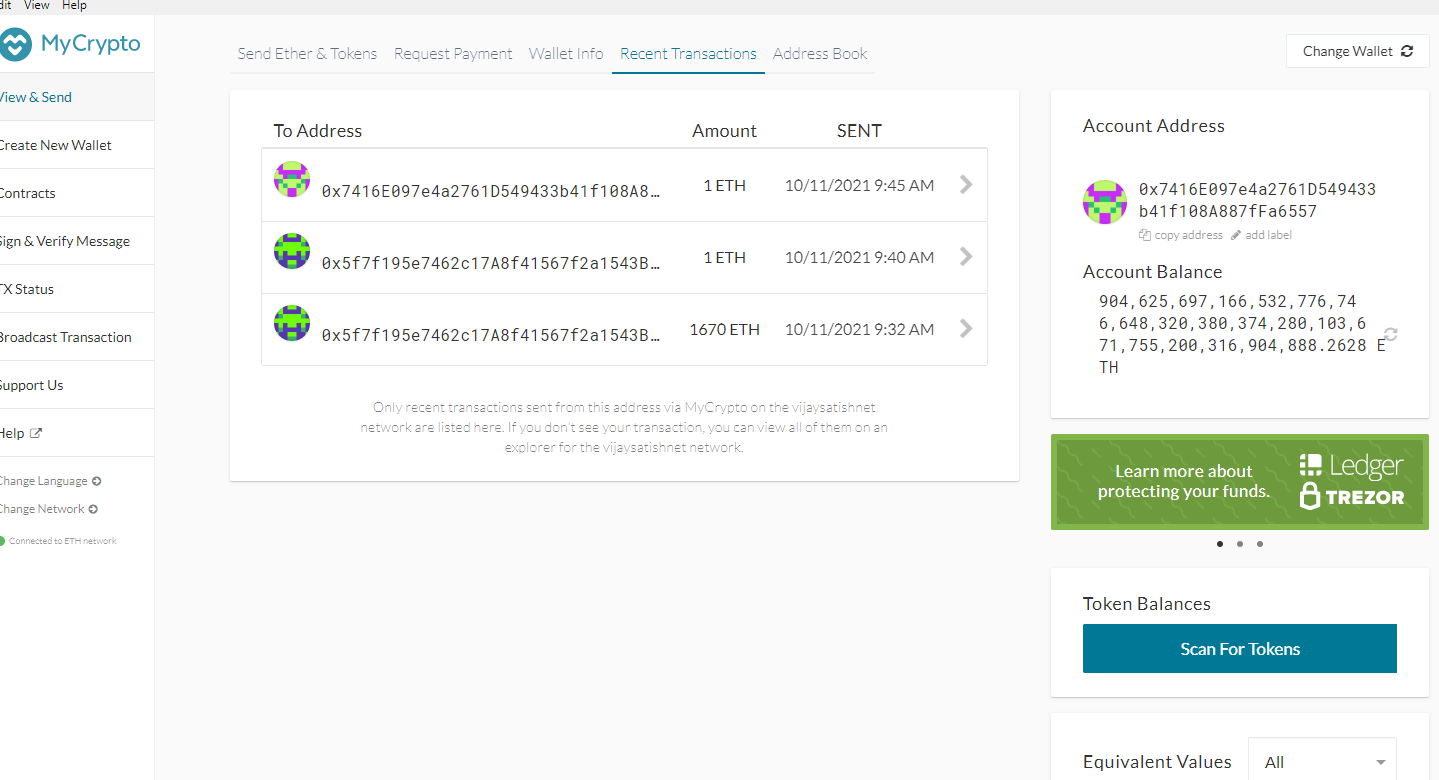 dit View Help
MyCrypto
View & Send
Create New Wallet
Contracts
Sign & Verify Message
TX Status
Broadcast Transaction
Support Us
Help
Change Language
Change Network
Connected to ETH network
Send Ether & Tokens Request Payment Wallet Info Recent Transactions Address Book
Change Wallet
To Address Amount SENT
0x7416E097e4a2761D549433b41f108A8… 1 ETH 10/11/2021 9:45 AM
0x5f7f195e7462c17A8f41567f2a1543B… 1 ETH 10/11/2021 9:40 AM
0x5f7f195e7462c17A8f41567f2a1543B… 1670 ETH 10/11/2021 9:32 AM
Only recent transactions sent from this address via MyCrypto on the vijaysatishnet
network are listed here. If you don't see your transaction, you can view all of them on an
explorer for the vijaysatishnet network.
Account Address
0x7416E097e4a2761D549433
b41f108A887fFa6557
copy address add label
Account Balance
904,625,697,166,532,776,74
6,648,320,380,374,280,103,6
71,755,200,316,904,888.2628 E
TH
Learn more about
protecting your funds.
Ledger
TREZOR
Token Balances
Scan For Tokens
Equivalent Values All